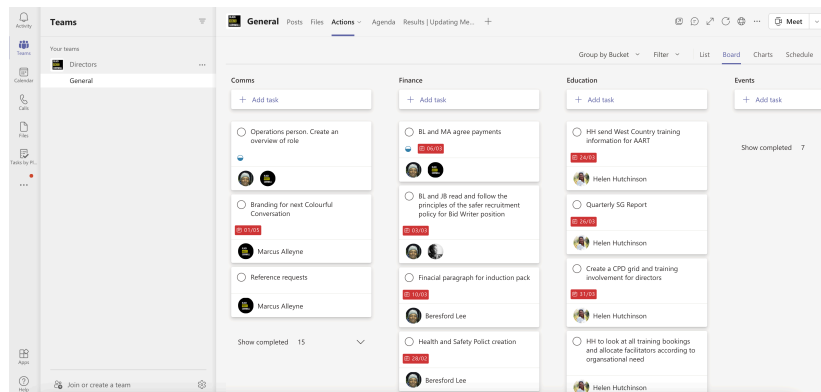 Activity
Teams
Calendar
Calls
Files
Tasks by Pl...
Apps
Help
Teams
Your teams
Directors
General
Join or create a team
General Posts Files Actions Agenda Results | Updating Me...
Meet
Group by Bucket Filter List Board Charts Schedule
Comms
Add task
Operations person. Create an
overview of role
Branding for next Colourful
Conversation
01/05
Marcus Alleyne
Reference requests
Marcus Alleyne
Show completed 15
Finance
Add task
BL and MA agree payments
06/03
BL and JB read and follow the
principles of the safer recruitment
policy for Bid Writer position
03/03
Finacial paragraph for induction pack
10/03
Beresford Lee
Health and Safety Polict creation
28/02
Beresford Lee
Education
Add task
HH send West Country training
information for AART
24/03
Helen Hutchinson
Quarterly SG Report
26/03
Helen Hutchinson
Create a CPD grid and training
involvement for directors
31/03
Helen Hutchinson
HH to look at all training bookings
and allocate facilitators according to
orgsational need
Helen Hutchinson
Events
Add task
Show completed 7